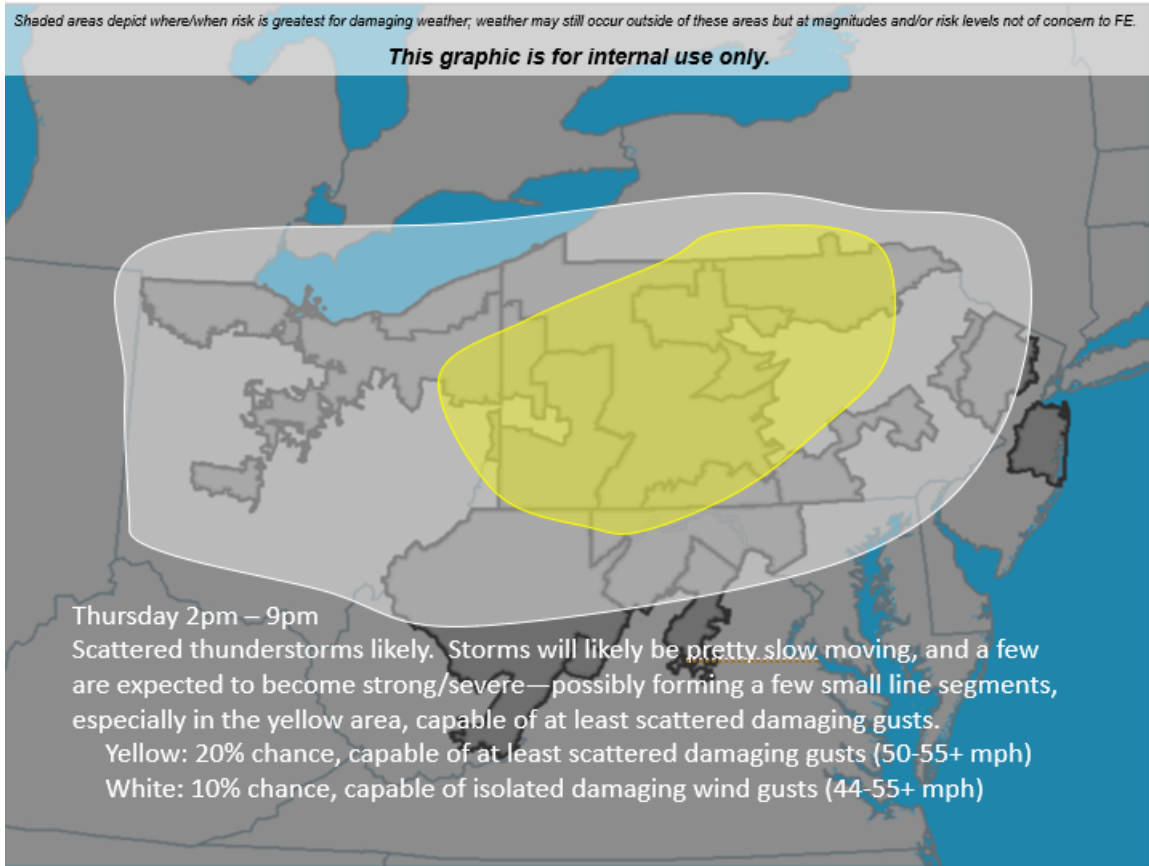 Shaded areas depict where/when risk is greatest for damaging weather; weather may still occur outside of these areas but at magnitudes and/or risk levels not of concern to FE.
This graphic is for internal use only.
Thursday 2pm – 9pm
Scattered thunderstorms likely.  Storms will likely be pretty slow moving, and a few
are expected to become strong/severe—possibly forming a few small line segments,
especially in the yellow area, capable of at least scattered damaging gusts.
Yellow: 20% chance, capable of at least scattered damaging gusts (50-55+ mph)
White: 10% chance, capable of isolated damaging wind gusts (44-55+ mph)